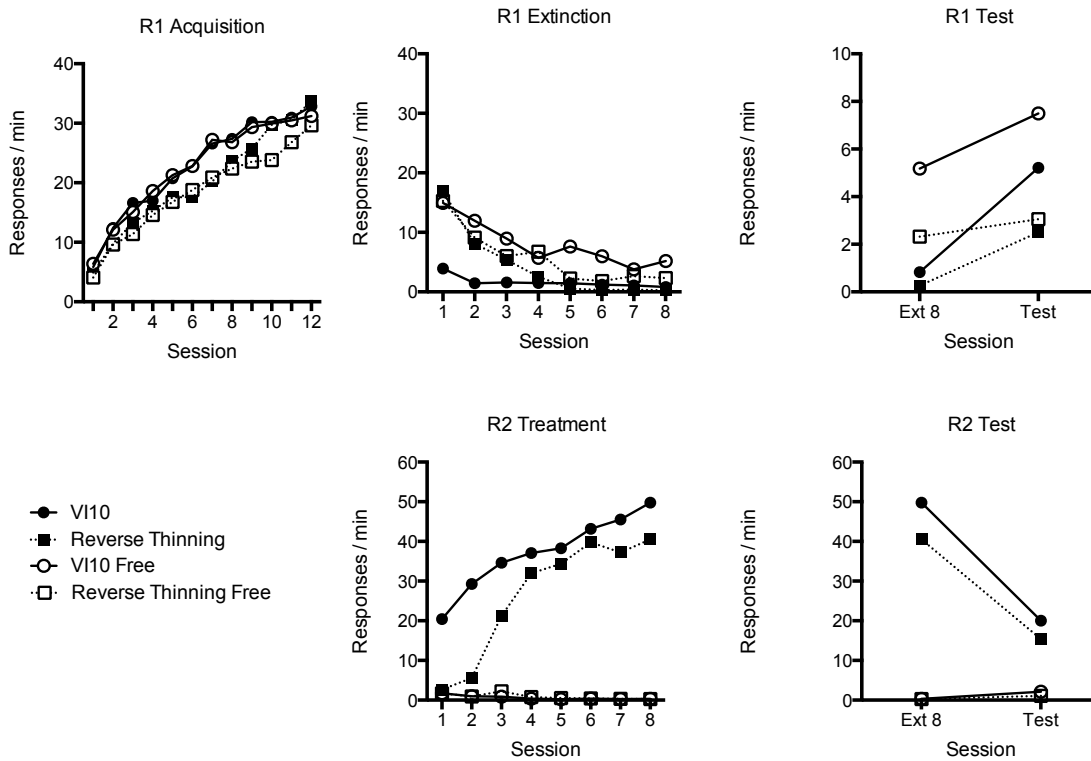 R1 Acquisition
40
30
20
10
0
Responses / min
2 4 6 8 10 12
Session
R1 Extinction
40
30
20
10
0
Responses / min
1 2 3 4 5 6 7 8
Session
R1 Test
10
8
6
4
2
0
Responses / min
Ext 8 Test
Session
VI10
Reverse Thinning
VI10 Free
Reverse Thinning Free
R2 Treatment
60
50
40
30
20
10
0
Responses / min
1 2 3 4 5 6 7 8
Session
R2 Test
60
50
40
30
20
10
0
Responses / min
Ext 8 Test
Session